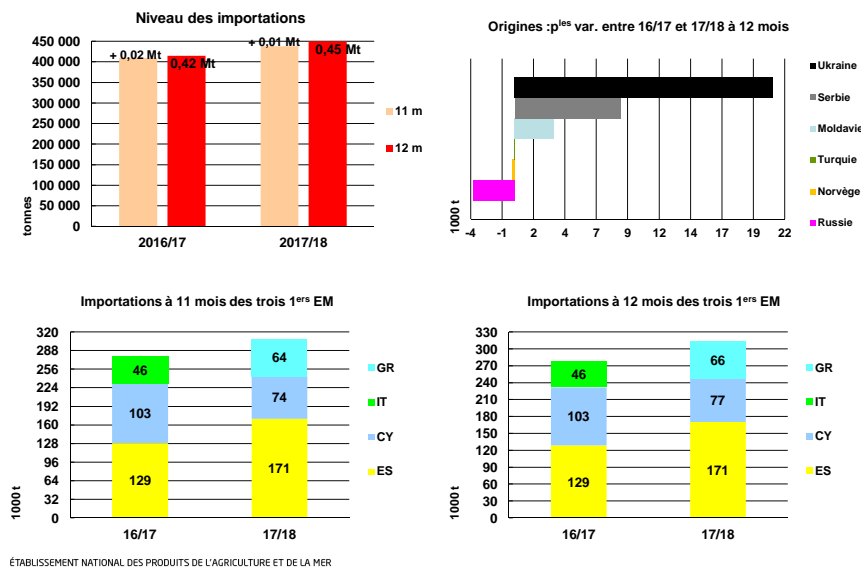 Niveau des importations
450 000
400 000
350 000
300 000
250 000
200 000
150 000
100 000
50 000
0
tonnes
+ 0,02 Mt
0,42 Mt
+ 0,01 Mt
0,45 Mt
2016/17
2017/18
11 m
12 m
Origines :ples var. entre 16/17 et 17/18 à 12 mois
1000 t
-4 -1 2 4 7 9 12 14 17 19 22
Ukraine
Serbie
Moldavie
Turquie
Norvège
Russie
Importations à 11 mois des trois 1ers EM
320
288
256
224
192
160
128
96
64
32
0
1000 t
46
103
129
64
74
171
16/17
17/18
GR
IT
CY
ES
Importations à 12 mois des trois 1ers EM
330
300
270
240
210
180
150
120
90
60
30
0
1000 t
46
103
129
66
77
171
16/17
17/18
GR
IT
CY
ES
ÉTABLISSEMENT NATIONAL DES PRODUITS DE L'AGRICULTURE ET DE LA MER